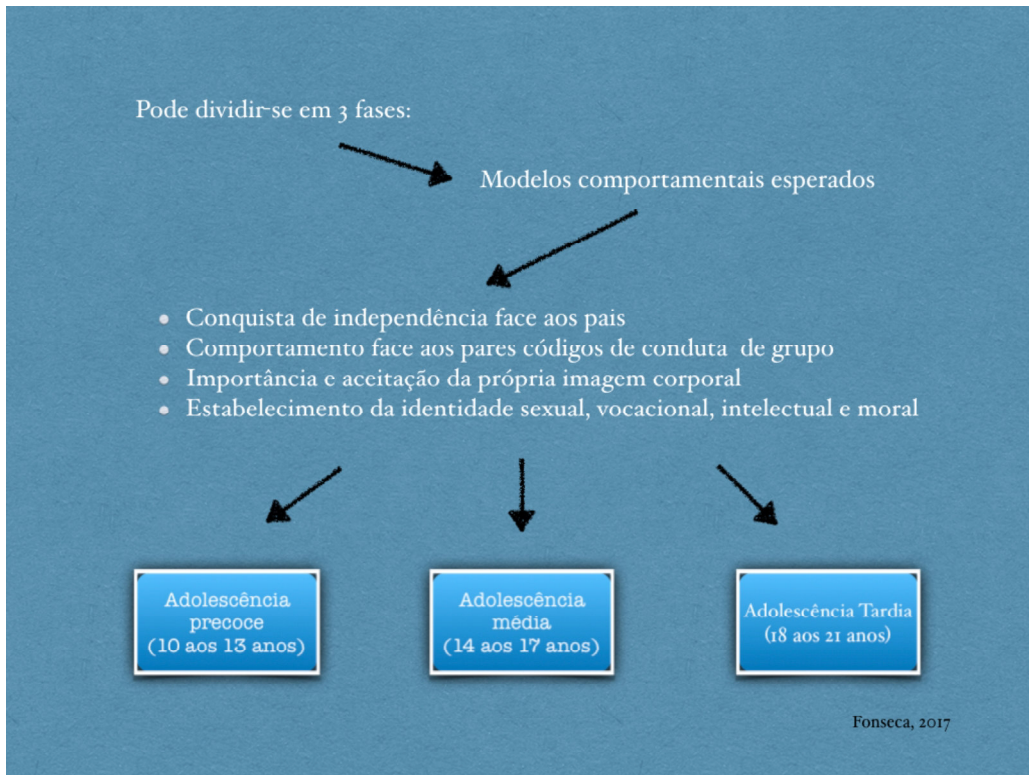 Pode dividir-se em 3 fases:
Modelos comportamentais esperados
Conquista de independência face aos pais
Comportamento face aos pares códigos de conduta de grupo
Importância e aceitação da própria imagem corporal
Estabelecimento da identidade sexual, vocacional, intelectual e moral
Adolescência
precoce
(10 aos 13 anos)
Adolescência
média
(14 aos 17 anos)
Adolescência Tardia
(18 aos 21 anos)
Fonseca, 2017